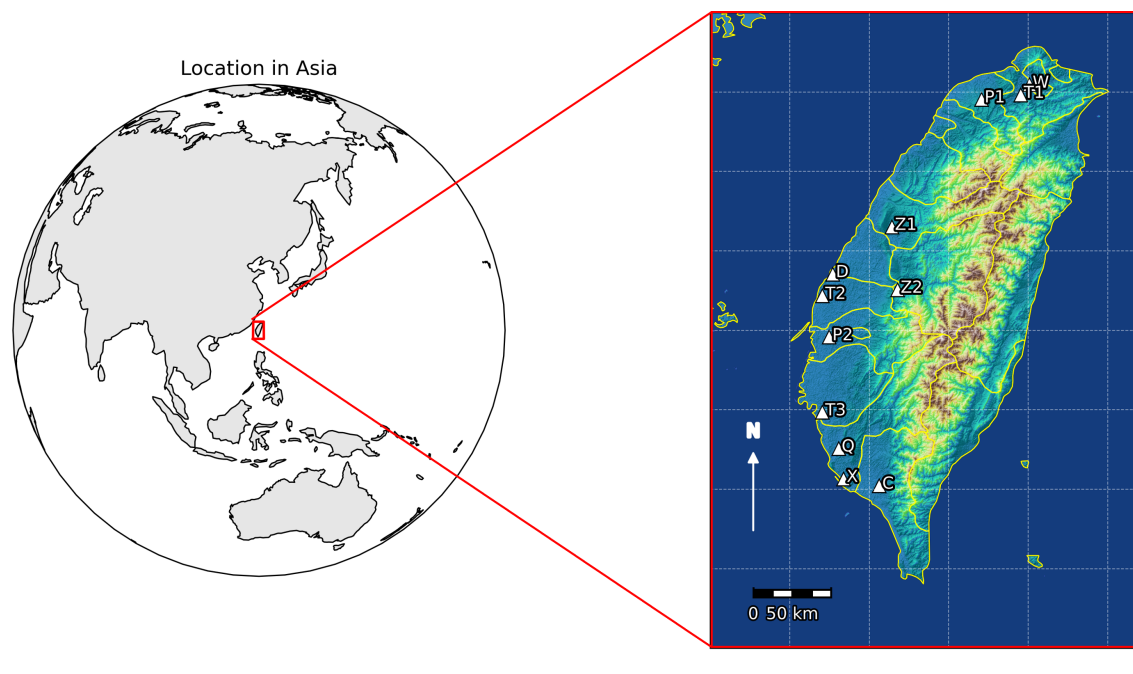 Location in Asia
W
P1
T1
Z1
D
Z2
T2
P2
T3
Q
X
C
N
0 50 km